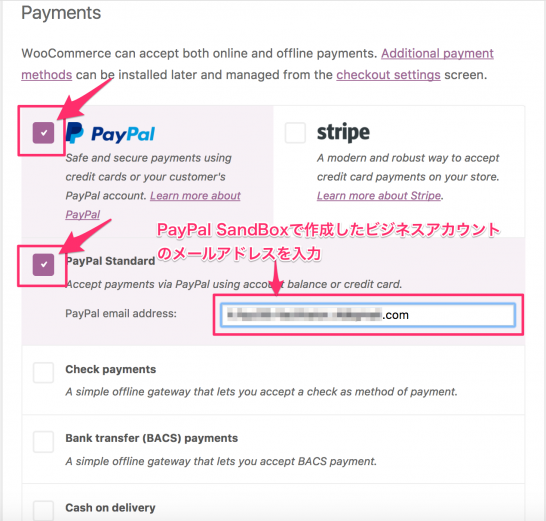 Payments
WooCommerce can accept both online and offline payments. Additional payment
methods can be installed later and managed from the checkout settings screen.
PayPal
Safe and secure payments using
credit cards or your customer's
PayPal account. Learn more about
PayPal
stripe
A modern and robust way to accept
credit card payments on your store.
Learn more about Stripe.
PayPal SandBoxで作成したビジネスアカウント
のメールアドレスを入力
PayPal Standard
Accept payments via PayPal using account balance or credit card.
PayPal email address:
.com
Check payments
A simple offline gateway that lets you accept a check as method of payment.
Bank transfer (BACS) payments
A simple offline gateway that lets you accept BACS payment.
Cash on delivery